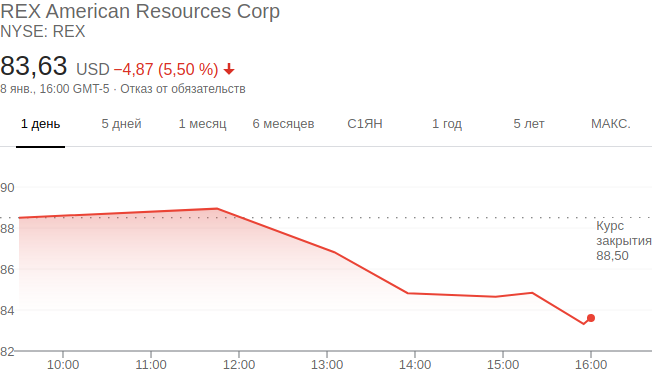 REX American Resources Corp
NYSE: REX
83,63 USD −4,87 (5,50 %)
8 янв., 16:00 GMT-5 · Отказ от обязательств
1 день 5 дней 1 месяц 6 месяцев С1ЯН 1 год 5 лет МАКС.
90
88
86
84
82
Курс
закрытия
88,50
10:00 11:00 12:00 13:00 14:00 15:00 16:00